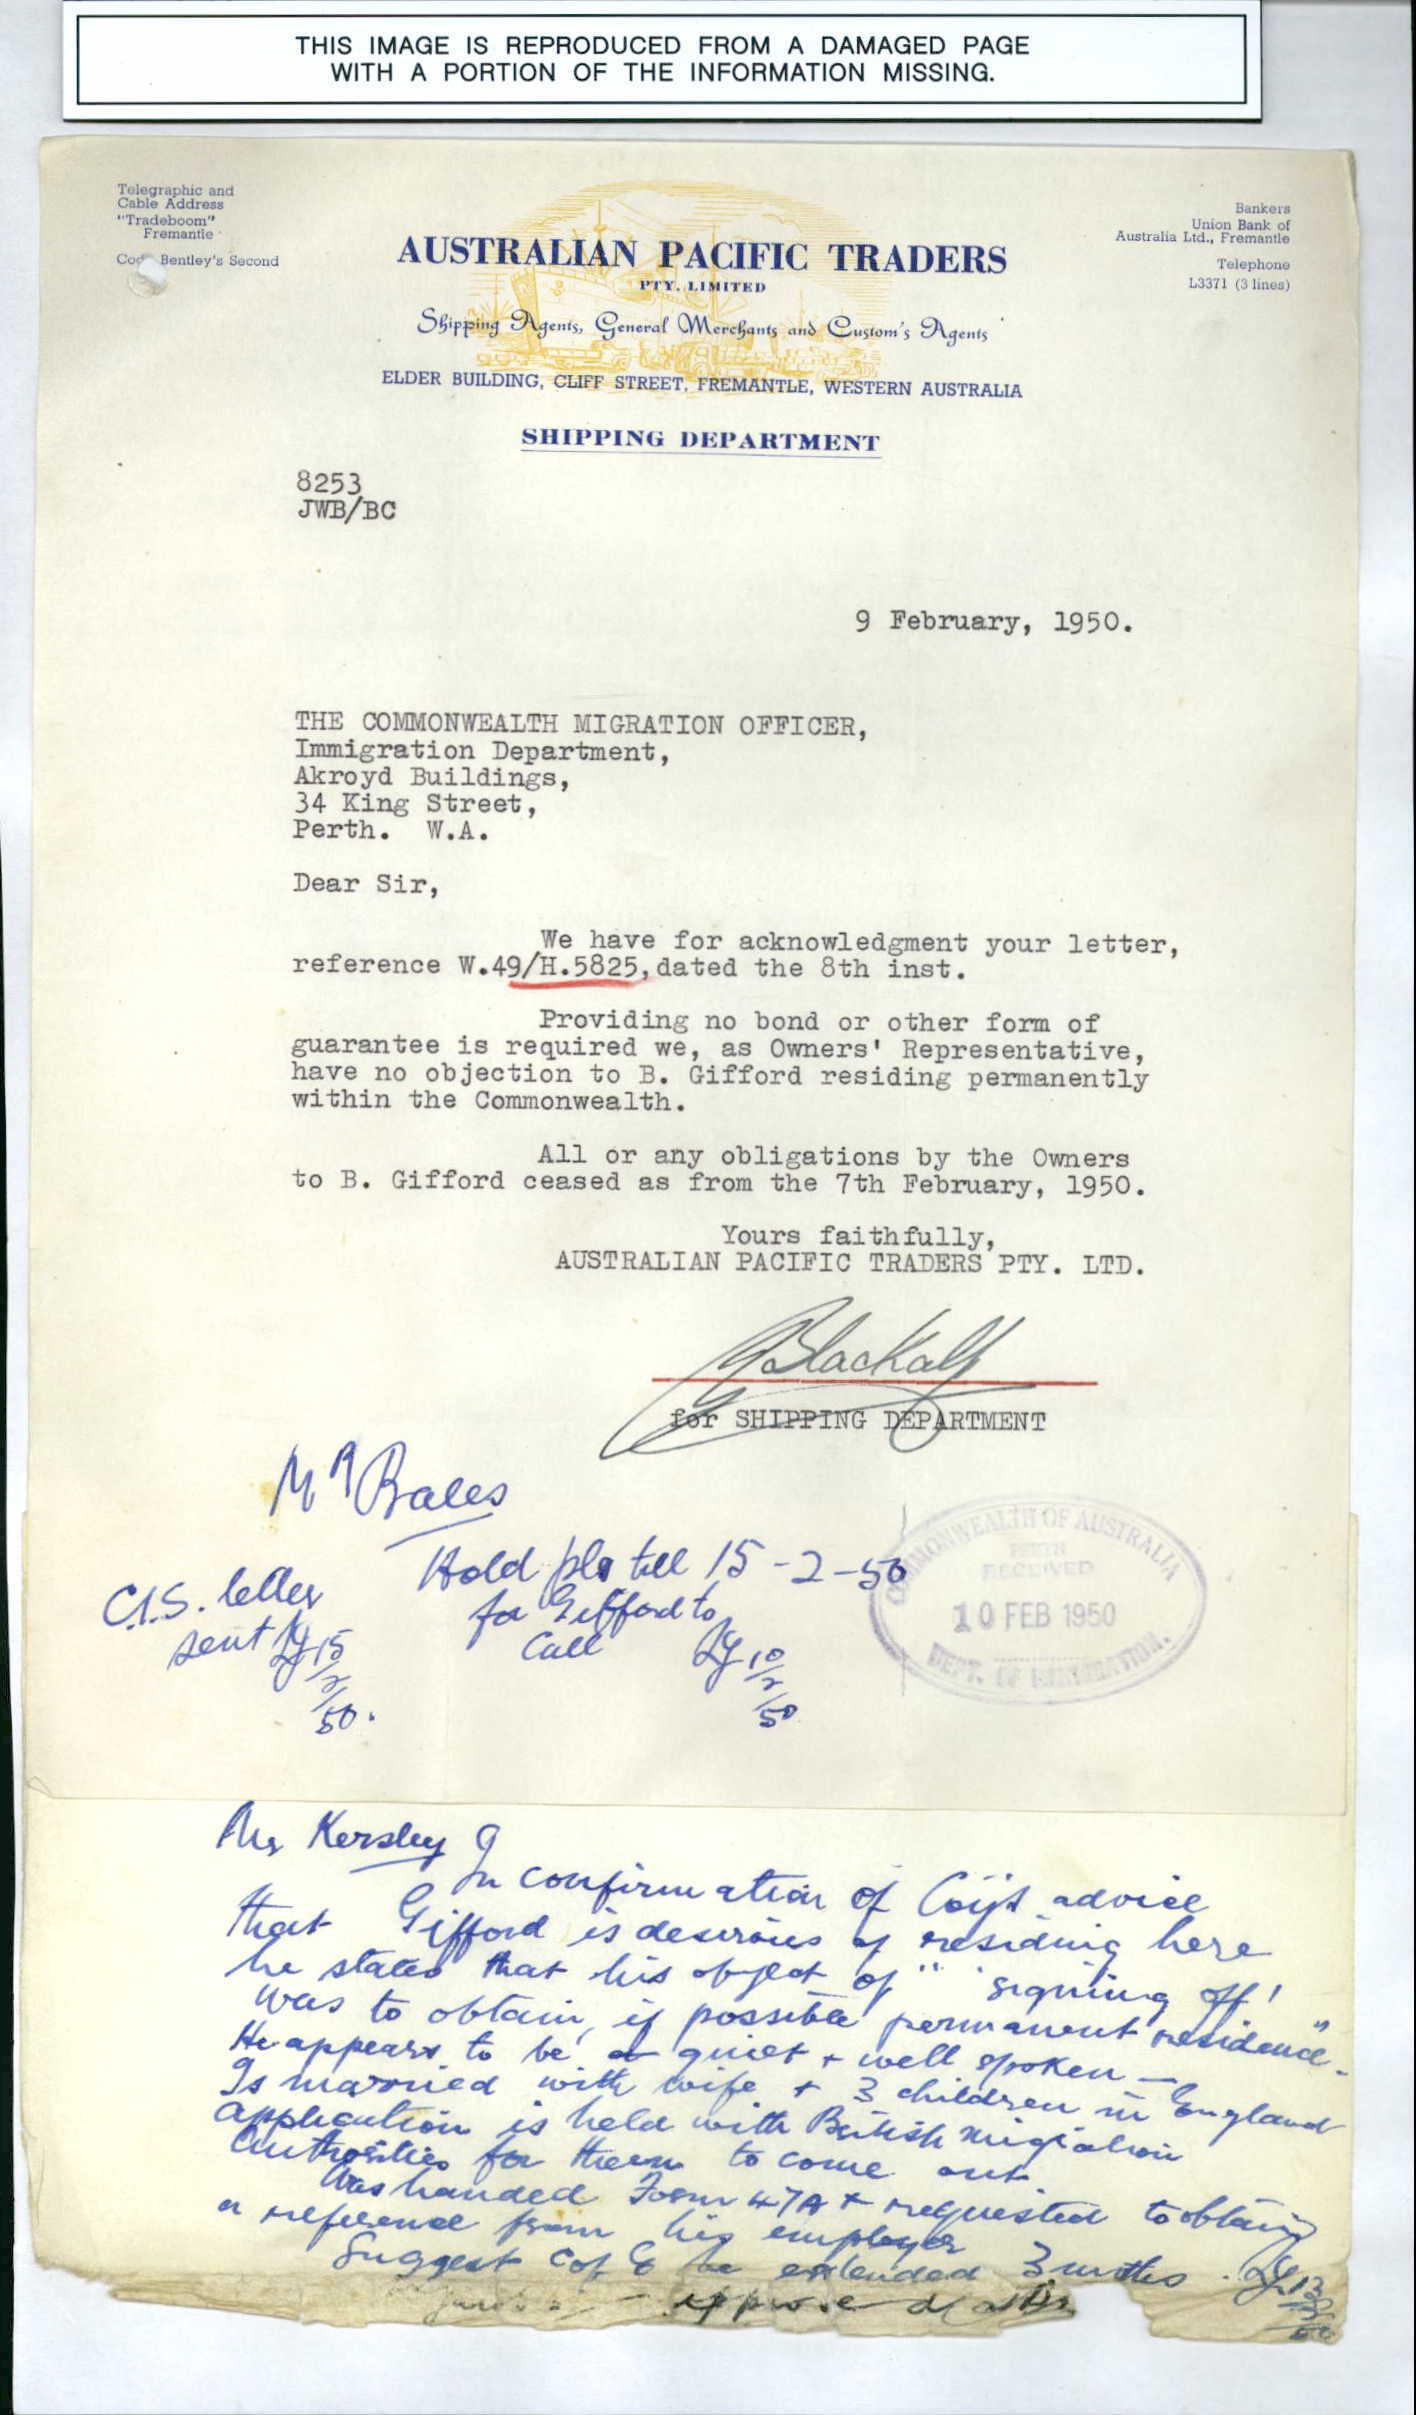 THIS IMAGE IS REPRODUCED FROM A DAMAGED PAGE
WITH A PORTION OF THE INFORMATION MISSING.
Telegraphic and
Cable Address
"Tradeboom"
Fremantle
Bentley's Second
Bankers
Union Bank of
Australia Ltd., Fremantle
Telephone
L3371 (3 lines)
AUSTRALIAN PACIFIC TRADERS
PTY. LIMITED
Shipping Agents, General Merchants and Custom's Agents
ELDER BUILDING, CLIFF STREET, FREMANTLE, WESTERN AUSTRALIA
SHIPPING DEPARTMENT
8253
JWB/BC
9 February, 1950.
THE COMMONWEALTH MIGRATION OFFICER,
Immigration Department,
Akroyd Buildings,
34 King Street,
Perth. W.A.
Dear Sir,
We have for acknowledgment your letter,
reference W.49/H.5825, dated the 8th inst.
Providing no bond or other form of
guarantee is required we, as Owners' Representative,
have no objection to B. Gifford residing permanently
within the Commonwealth.
All or any obligations by the Owners
to B. Gifford ceased as from the 7th February, 1950.
Yours faithfully,
AUSTRALIAN PACIFIC TRADERS PTY. LTD.
for SHIPPING DEPARTMENT
Mr Bales
Hold pls till 15-2-50
for Gifford to
Call
10/2/50
C.I.S. letter
sent 15/2/50.
COMMONWEALTH OF AUSTRALIA
PERTH
RECEIVED
10 FEB 1950
DEPT. OF IMMIGRATION.
Mr Kersley
In confirmation of Coy's advice
that Gifford is desirous of residing here
he states that his object of "signing off"
was to obtain, if possible permanent residence".
He appears to be a quiet + well spoken —
Is married with wife + 3 children in England
application is held with British Migration
Authorities for them to come out
Was handed Form 47A + requested to obtain
a reference from his employer
Suggest C of E be extended 3 mths.